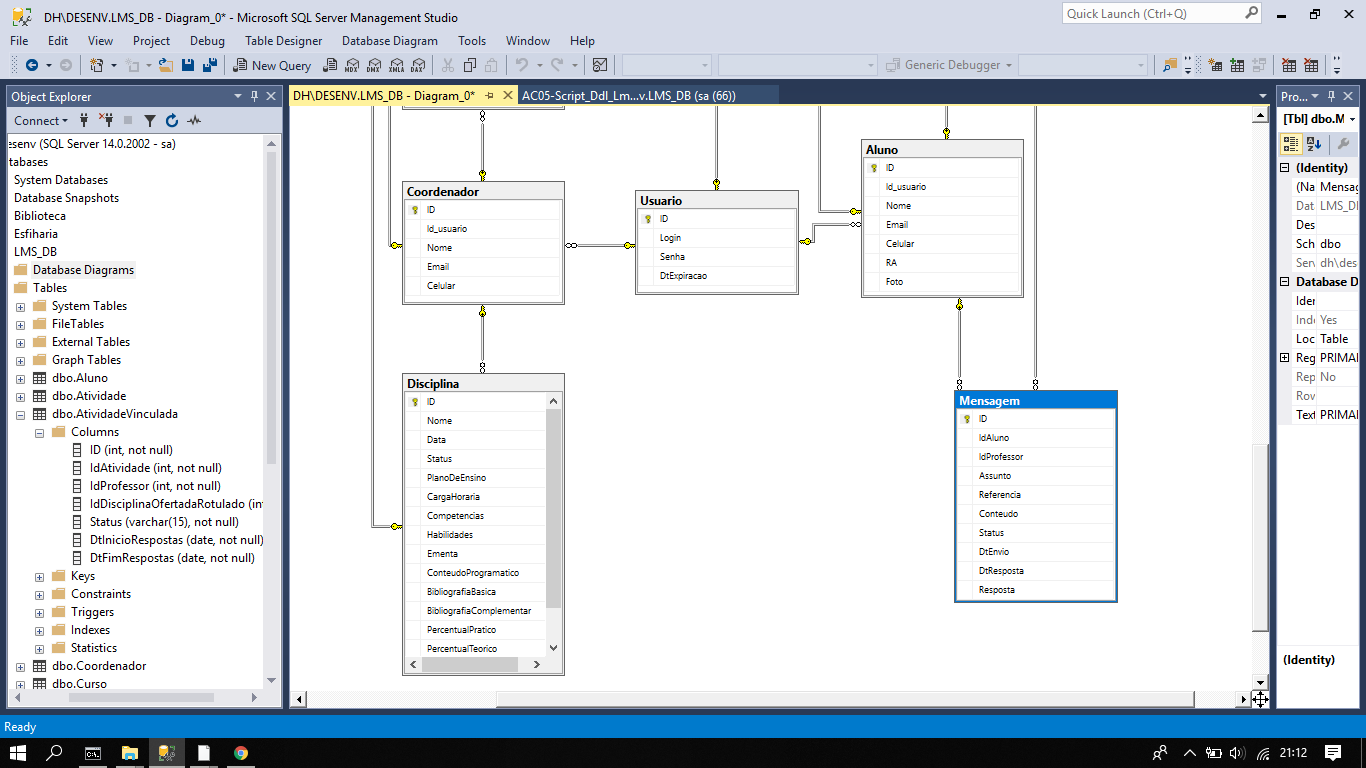 DH\DESENV.LMS_DB - Diagram_0* - Microsoft SQL Server Management Studio
Quick Launch (Ctrl+Q)
File Edit View Project Debug Table Designer Database Diagram Tools Window Help
New Query MDX DMX XMLA DAX Generic Debugger
Object Explorer
DH\DESENV.LMS_DB - Diagram_0*
AC05-Script_Ddl_Lm...v.LMS_DB (sa (66))
Pro...
Connect
[Tbl] dbo.M
esenv (SQL Server 14.0.2002 - sa)
tabases
System Databases
Database Snapshots
Biblioteca
Esfiharia
LMS_DB
Database Diagrams
Tables
System Tables
FileTables
External Tables
Graph Tables
dbo.Aluno
dbo.Atividade
dbo.AtividadeVinculada
Columns
ID (int, not null)
IdAtividade (int, not null)
IdProfessor (int, not null)
IdDisciplinaOfertadaRotulado (in
Status (varchar(15), not null)
DtInicioRespostas (date, not null)
DtFimRespostas (date, not null)
Keys
Constraints
Triggers
Indexes
Statistics
dbo.Coordenador
dbo.Curso
Coordenador
ID
Id_usuario
Nome
Email
Celular
Usuario
ID
Login
Senha
DtExpiracao
Aluno
ID
Id_usuario
Nome
Email
Celular
RA
Foto
Disciplina
ID
Nome
Data
Status
PlanoDeEnsino
CargaHoraria
Competencias
Habilidades
Ementa
ConteudoProgramatico
BibliografiaBasica
BibliografiaComplementar
PercentualPratico
PercentualTeorico
Mensagem
ID
IdAluno
IdProfessor
Assunto
Referencia
Conteudo
Status
DtEnvio
DtResposta
Resposta
(Identity)
(Na Mensag
Dat LMS_DB
Des
Sch dbo
Serv dh\des
Database D
Iden
Inde Yes
Loc Table
Reg PRIMAI
Rep No
Row
Text PRIMAI
(Identity)
Ready
21:12